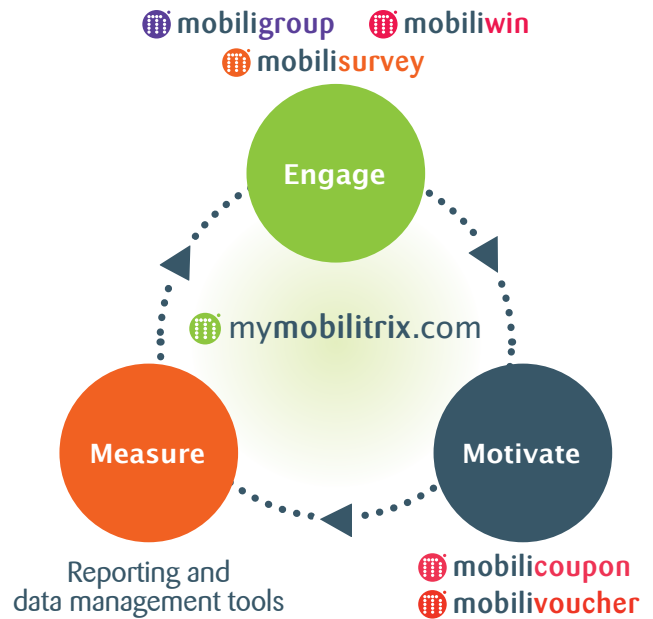 mobiligroup mobiliwin
mobilisurvey
Engage
mymobilitrix.com
Measure
Motivate
Reporting and
data management tools
mobilicoupon
mobilivoucher